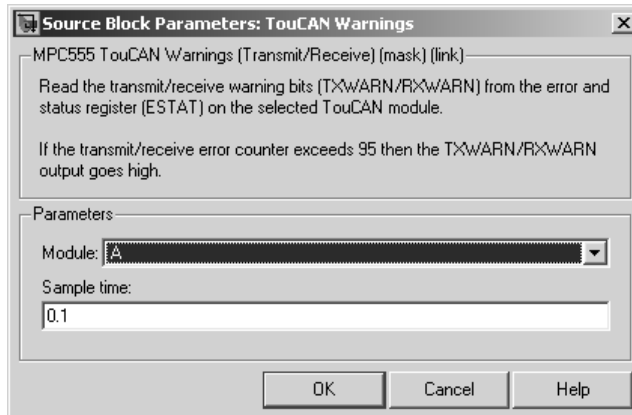 Source Block Parameters: TouCAN Warnings
MPC555 TouCAN Warnings (Transmit/Receive) (mask) (link)
Read the transmit/receive warning bits (TXWARN/RXWARN) from the error and
status register (ESTAT) on the selected TouCAN module.
If the transmit/receive error counter exceeds 95 then the TXWARN/RXWARN
output goes high.
Parameters
Module: A
Sample time:
0.1
OK Cancel Help